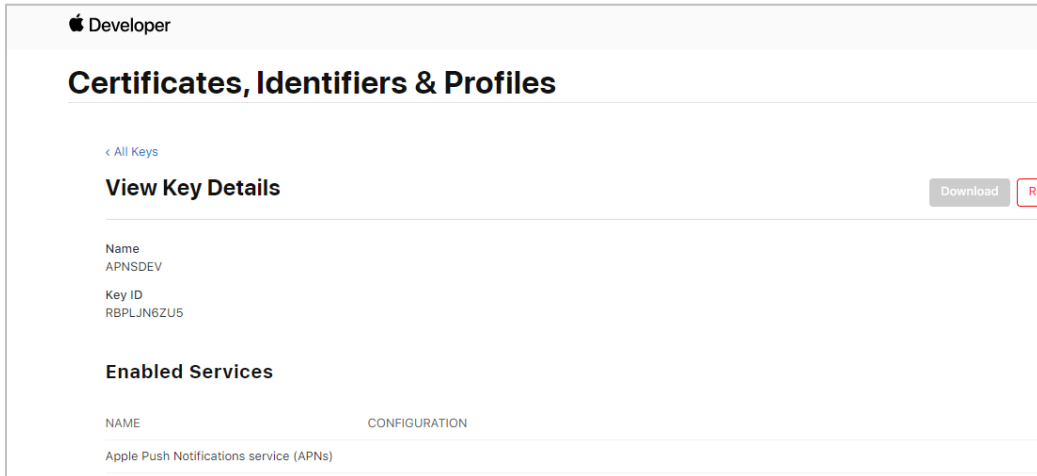 Developer
Certificates, Identifiers & Profiles
‹ All Keys
View Key Details
Download
Name
APNSDEV
Key ID
RBPLJN6ZU5
Enabled Services
NAME CONFIGURATION
Apple Push Notifications service (APNs)